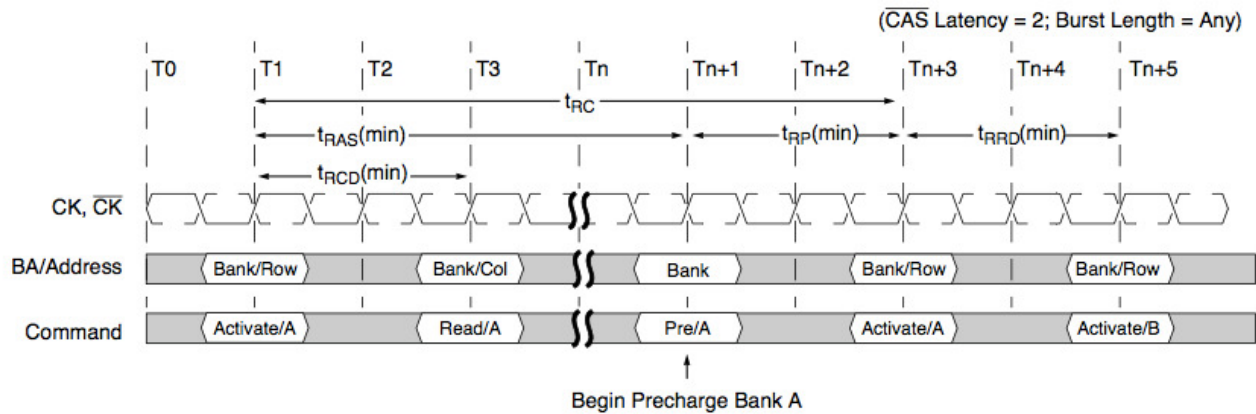 (CAS Latency = 2; Burst Length = Any)
T0 T1 T2 T3 Tn Tn+1 Tn+2 Tn+3 Tn+4 Tn+5
tRC
tRAS(min) tRP(min) tRRD(min)
tRCD(min)
CK, CK
BA/Address Bank/Row Bank/Col Bank Bank/Row Bank/Row
Command Activate/A Read/A Pre/A Activate/A Activate/B
Begin Precharge Bank A